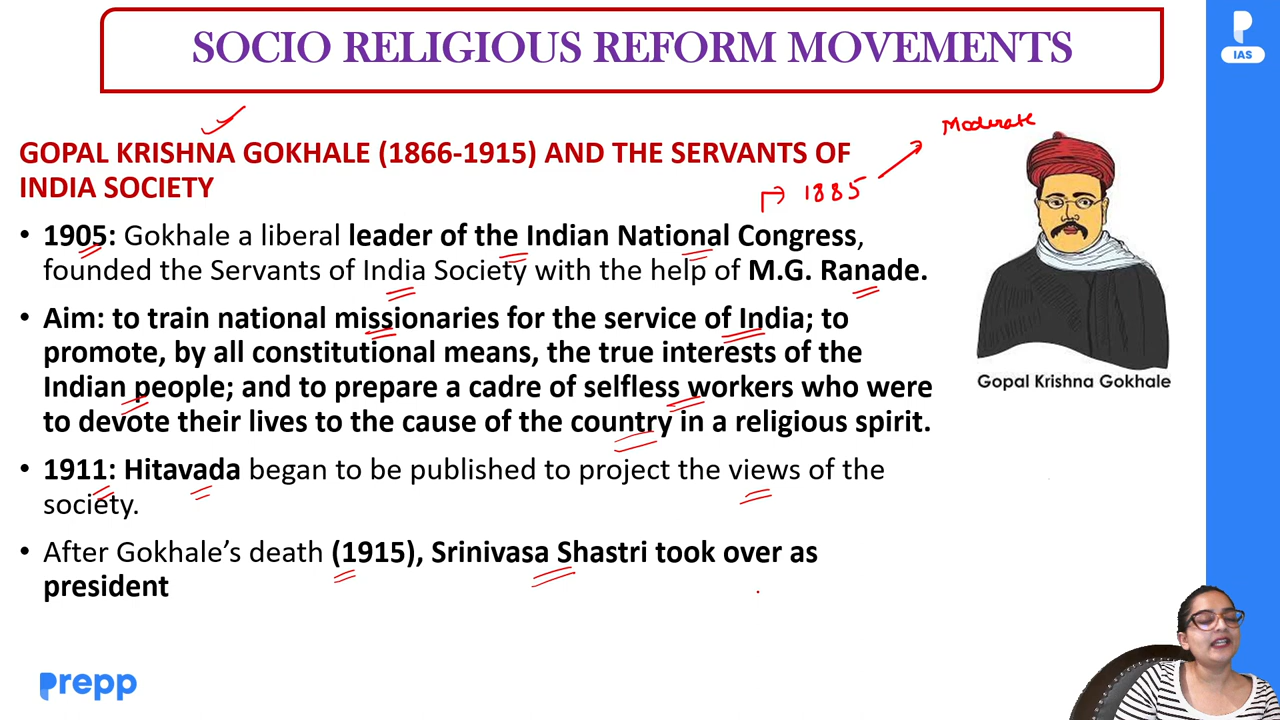 SOCIO RELIGIOUS REFORM MOVEMENTS
P
IAS
Moderate
GOPAL KRISHNA GOKHALE (1866-1915) AND THE SERVANTS OF
INDIA SOCIETY
1885
• 1905: Gokhale a liberal leader of the Indian National Congress,
founded the Servants of India Society with the help of M.G. Ranade.
• Aim: to train national missionaries for the service of India; to
promote, by all constitutional means, the true interests of the
Indian people; and to prepare a cadre of selfless workers who were
to devote their lives to the cause of the country in a religious spirit.
Gopal Krishna Gokhale
• 1911: Hitavada began to be published to project the views of the
society.
• After Gokhale's death (1915), Srinivasa Shastri took over as
president
prepp